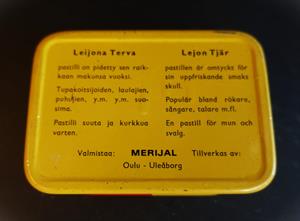 Leijona Terva
pastilli on pidetty sen raik-
kaan makunsa vuoksi.
Tupakoitsijoiden, laulajien,
puhujien, y.m. y.m. suo-
sima.
Pastilli suuta ja kurkkua
varten.
Lejon Tjär
pastillen är omtyckt för
sin uppfriskande smaks
skull.
Populär bland rökare,
sångare, talare m.fl.
En pastill för mun och
svalg.
Valmistaa: MERIJAL Tillverkas av:
Oulu - Uleåborg